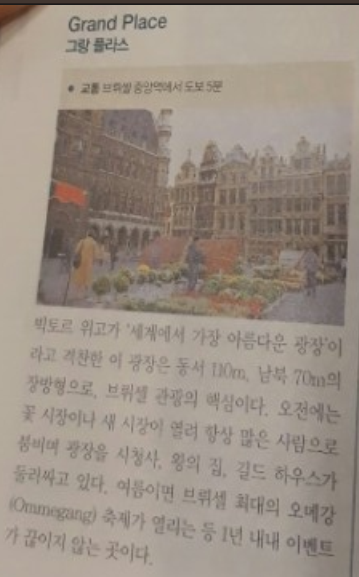 Grand Place
그랑 플라스
• 교통 브뤼셀 중앙역에서 도보 5분
빅토르 위고가 '세계에서 가장 아름다운 광장'이
라고 격찬한 이 광장은 동서 110m, 남북 70m의
장방형으로, 브뤼셀 관광의 핵심이다. 오전에는
꽃 시장이나 새 시장이 열려 항상 많은 사람으로
붐비며 광장을 시청사, 왕의 집, 길드 하우스가
둘러싸고 있다. 여름이면 브뤼셀 최대의 오메강
(Ommegang) 축제가 열리는 등 1년 내내 이벤트
가 끊이지 않는 곳이다.